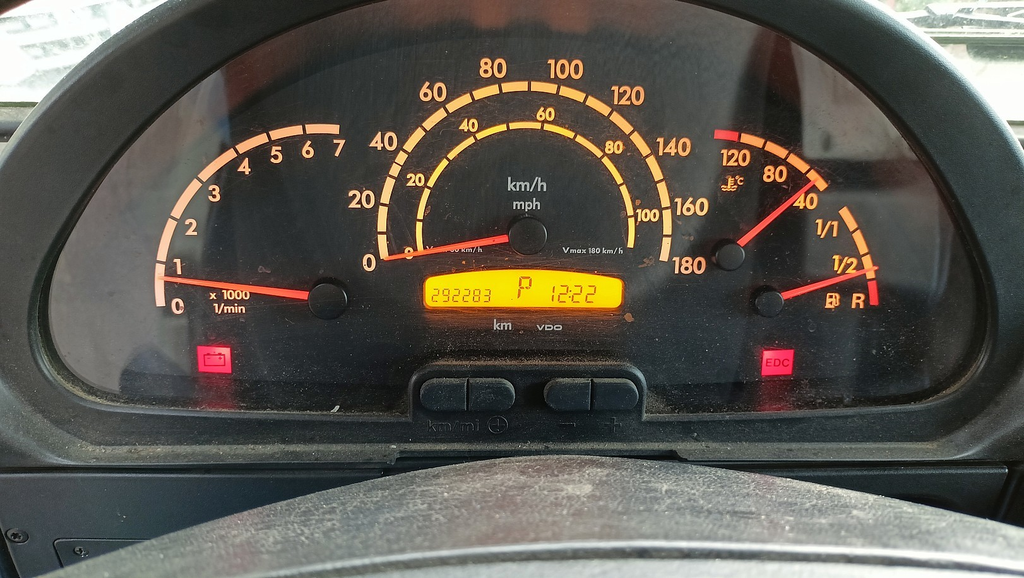 0 1 2 3 4 5 6 7
x 1000
1/min
0 20 40 60 80 100 120 140 160 180
20 40 60 80 100
km/h
mph
km/h
Vmax 180 km/h
292283 P 12:22
km VDO
120 80 40
°C
1/1
1/2
R
EDC
km/mi
- +